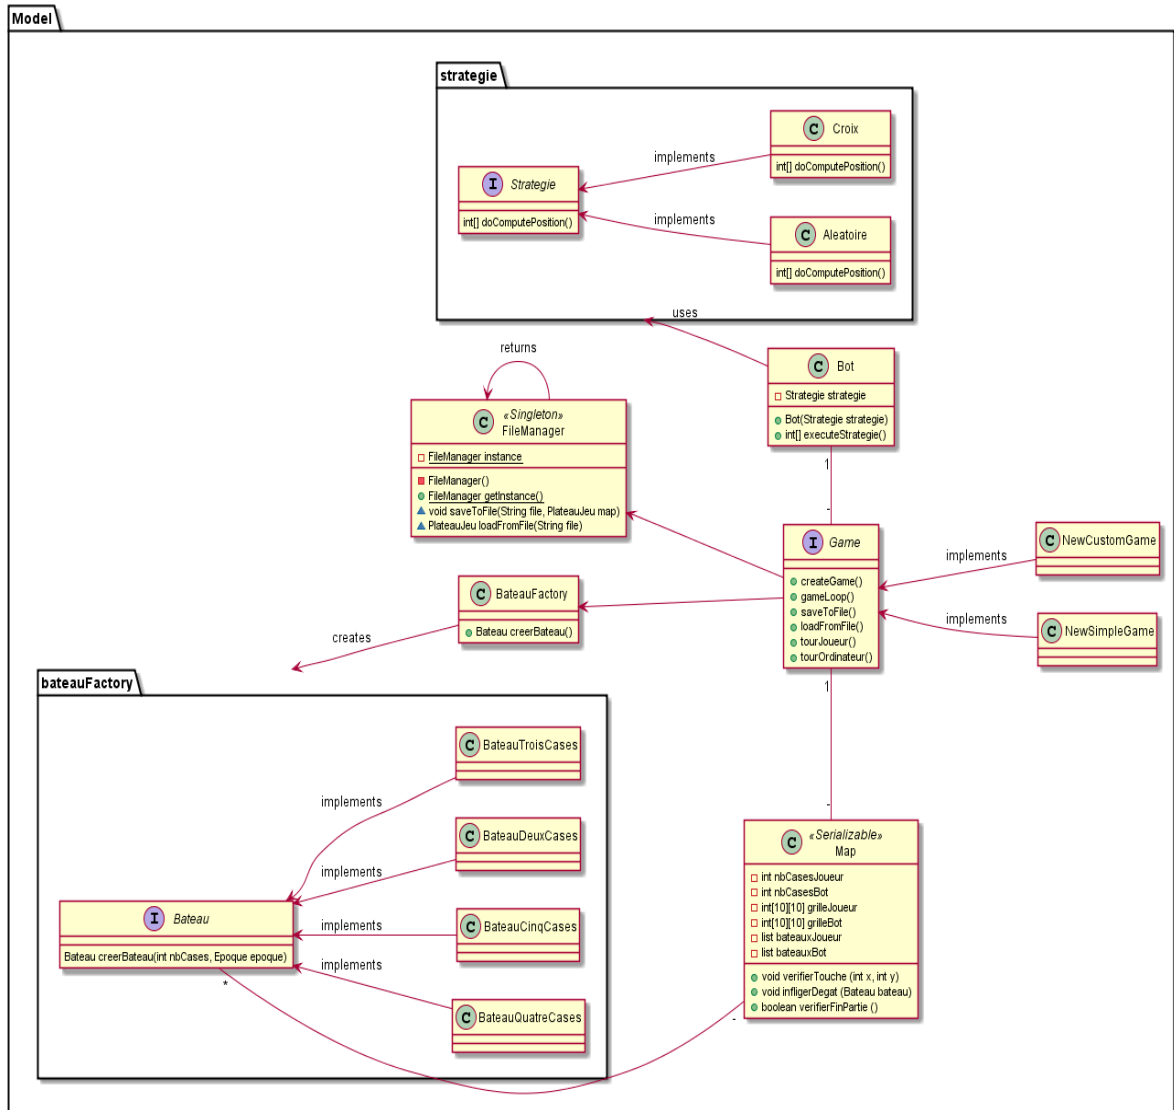 Model
strategie
C Croix
int[] doComputePosition()
implements
I Strategie
int[] doComputePosition()
implements
C Aleatoire
int[] doComputePosition()
uses
returns
C Bot
Strategie strategie
Bot(Strategie strategie)
int[] executeStrategie()
«Singleton»
C FileManager
FileManager instance
FileManager()
FileManager getInstance()
void saveToFile(String file, PlateauJeu map)
PlateauJeu loadFromFile(String file)
1
-
I Game
createGame()
gameLoop()
saveToFile()
loadFromFile()
tourJoueur()
tourOrdinateur()
implements
C NewCustomGame
implements
C NewSimpleGame
C BateauFactory
Bateau creerBateau()
creates
1
-
bateauFactory
C BateauTroisCases
implements
C BateauDeuxCases
implements
I Bateau
Bateau creerBateau(int nbCases, Epoque epoque)
implements
C BateauCinqCases
implements
C BateauQuatreCases
*
-
«Serializable»
C Map
int nbCasesJoueur
int nbCasesBot
int[10][10] grilleJoueur
int[10][10] grilleBot
list bateauxJoueur
list bateauxBot
void verifierTouche (int x, int y)
void infligerDegat (Bateau bateau)
boolean verifierFinPartie ()